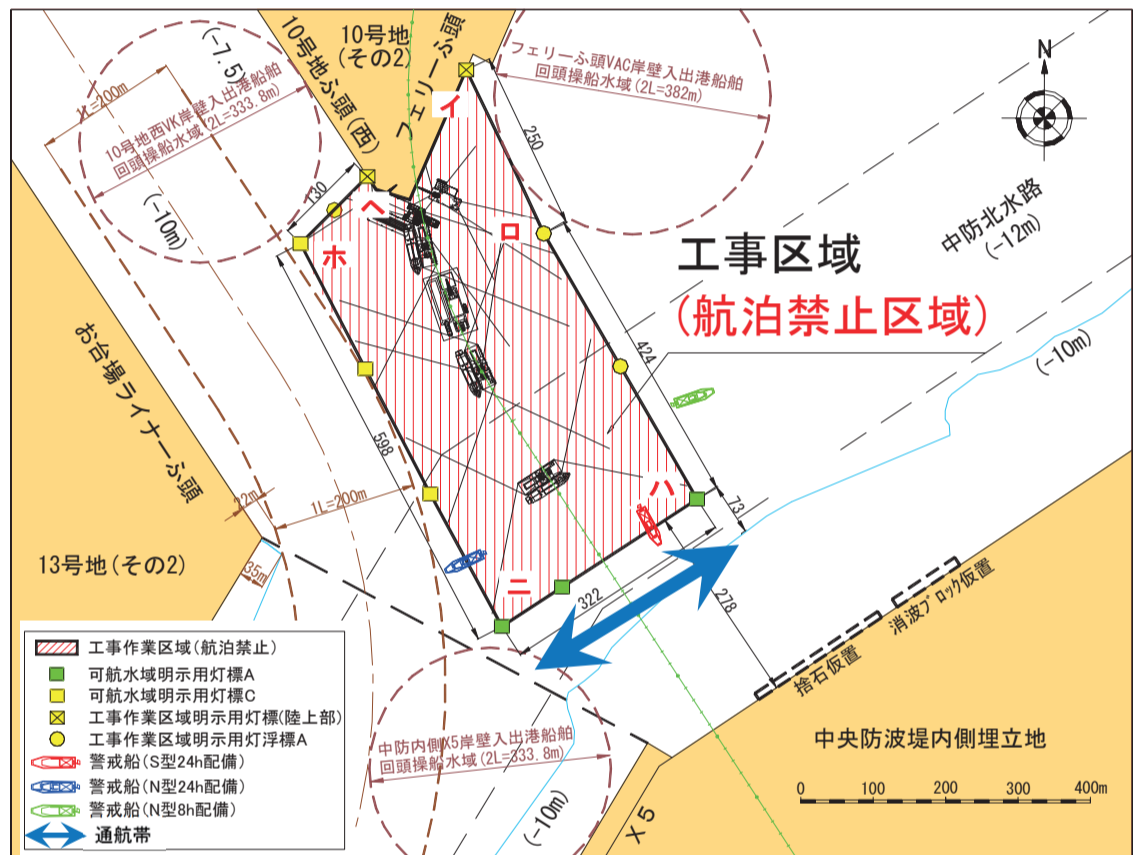 10号地
(その2)
10号地ふ頭(西)
フェリーふ頭
(-7.5)
1L=200m
10号地西VK岸壁入出港船舶
回頭操船水域(2L=333.8m)
(-10m)
フェリーふ頭VAC岸壁入出港船舶
回頭操船水域(2L=382m)
N
イ
250
130
ヘ
ホ
ロ
中防北水路
(-12m)
工事区域
(航泊禁止区域)
(-10m)
お台場ライナーふ頭
424
598
22m
1L=200m
ハ
73
13号地(その2)
35m
ニ
322
278
消波ブロック仮置
捨石仮置
中防内側X5岸壁入出港船舶
回頭操船水域(2L=333.8m)
(-10m)
X5
中央防波堤内側埋立地
0 100 200 300 400m
工事作業区域(航泊禁止)
可航水域明示用灯標A
可航水域明示用灯標C
工事作業区域明示用灯標(陸上部)
工事作業区域明示用灯浮標A
警戒船(S型24h配備)
警戒船(N型24h配備)
警戒船(N型8h配備)
通航帯